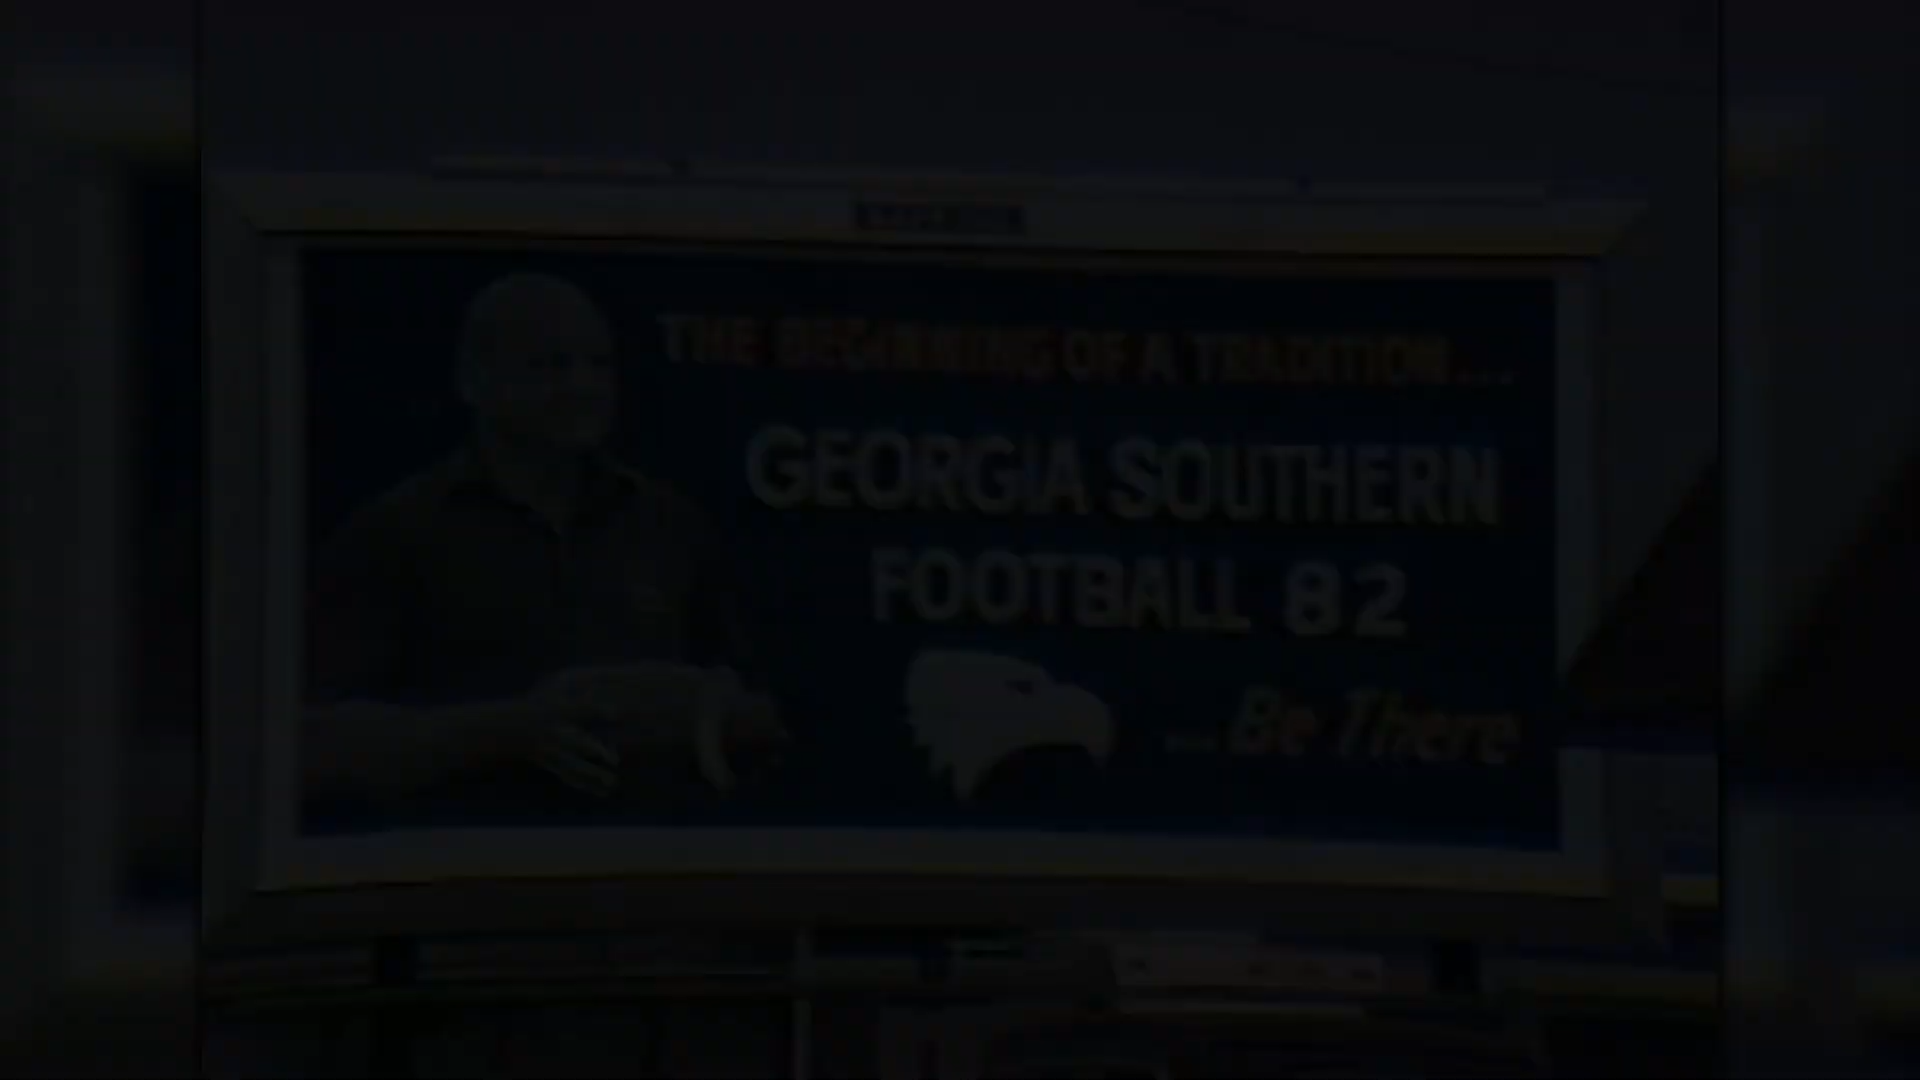 THE BEGINNING OF A TRADITION....
GEORGIA SOUTHERN
FOOTBALL 82
...Be There